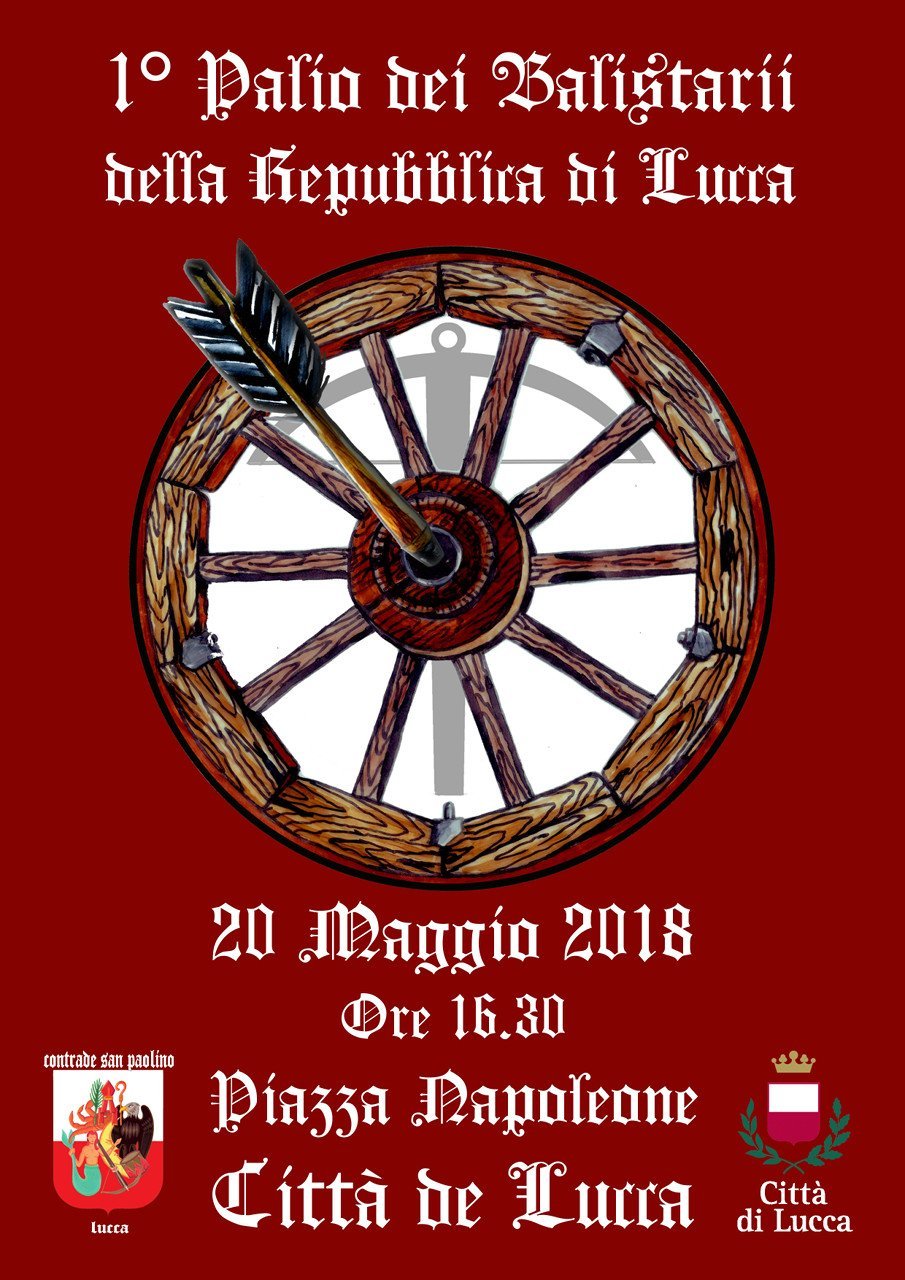 1° Palio dei Balistarii
della Repubblica di Lucca
20 Maggio 2018
Ore 16.30
Piazza Napoleone
Città de Lucca
contrade san paolino
lucca
Città
di Lucca